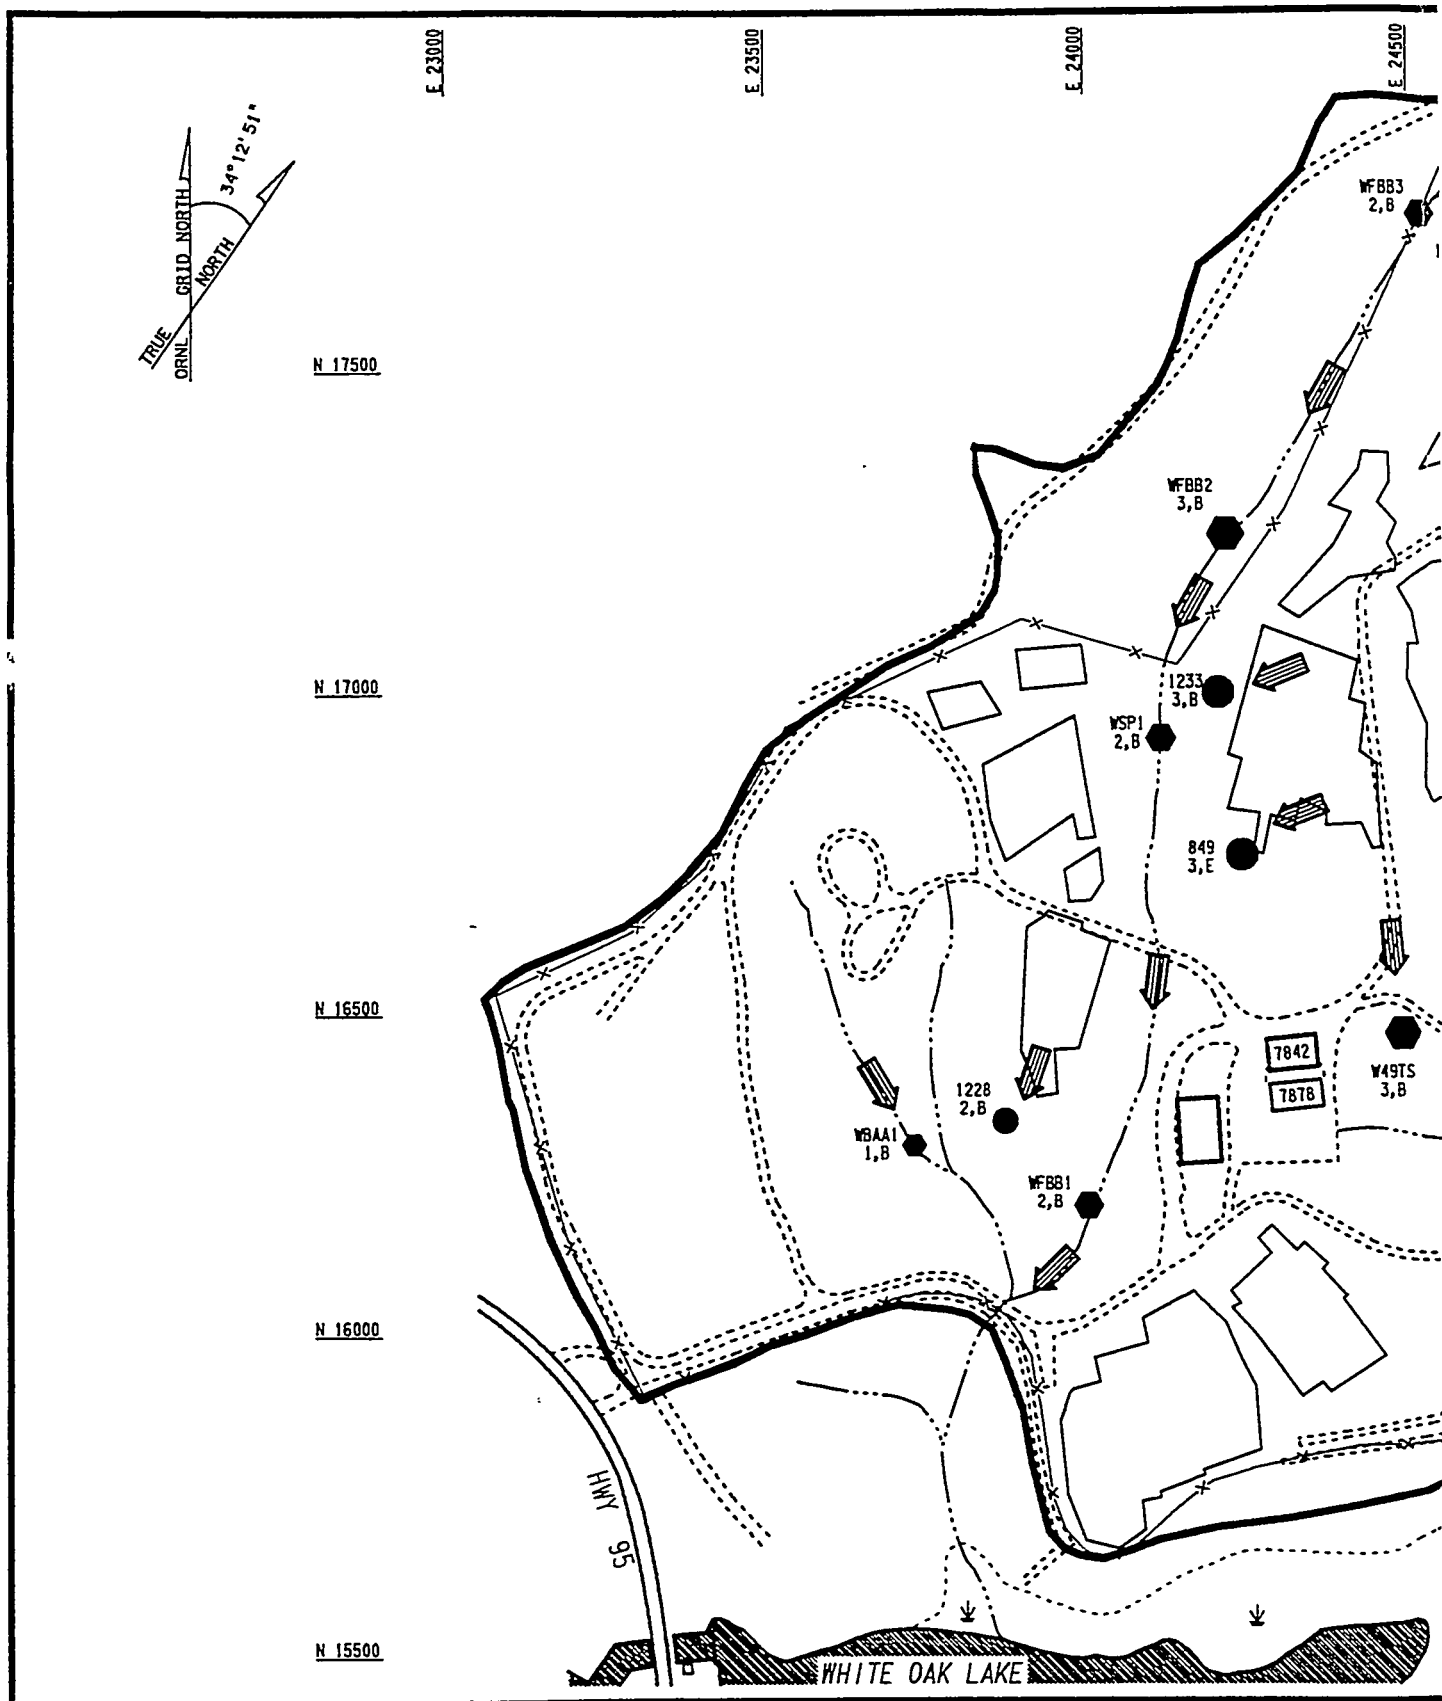 E 23000
E 23500
E 24000
E 24500
34°12'51"
ORNL GRID NORTH
TRUE NORTH
WFBB3
2,B
N 17500
WFBB2
3,B
N 17000
1233
3,B
WSP1
2,B
849
3,E
N 16500
7842
7878
W49TS
3,B
1228
2,B
WBAA1
1,B
WFBB1
2,B
N 16000
HWY 95
N 15500
WHITE OAK LAKE